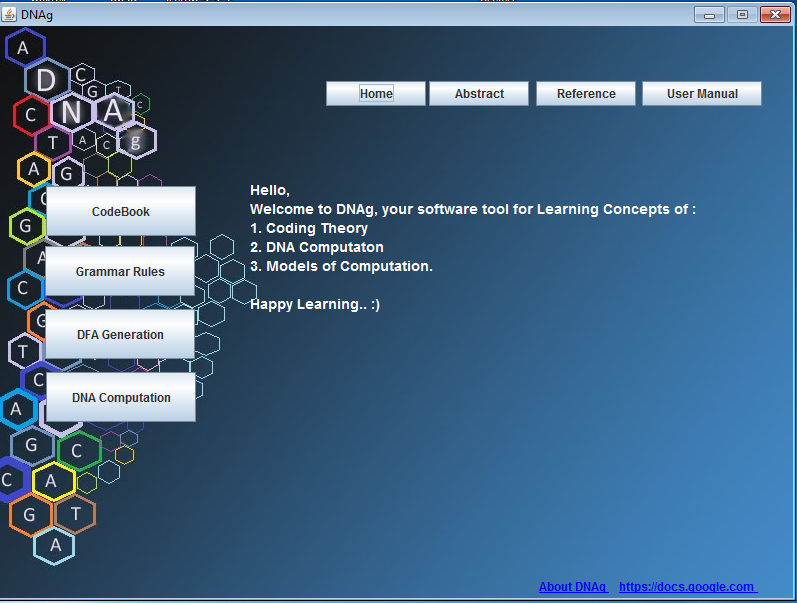 DNAg
Home
Abstract
Reference
User Manual
A
D
C
G
T
C
C
N
A
T
A
C
g
A
G
CodeBook
G
A
Grammar Rules
C
G
DFA Generation
T
C
DNA Computation
A
G
C
C
A
G
T
A
Hello,
Welcome to DNAg, your software tool for Learning Concepts of :
1. Coding Theory
2. DNA Computaton
3. Models of Computation.
Happy Learning.. :)
About DNAg
https://docs.google.com